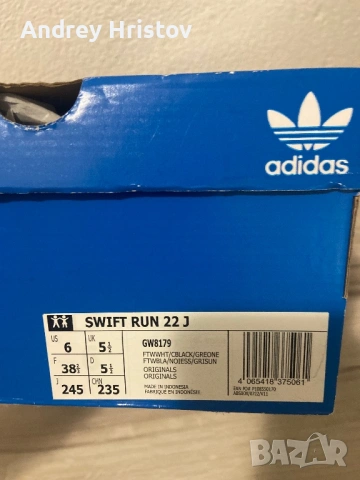 Andrey Hristov
adidas
SWIFT RUN 22 J
US 6 UK 5½
F 38⅔ D 5½
J 245 CHN 235
GW8179
FTWWHT/CBLACK/GREONE
FTWBLA/NOIESS/GRISUN
ORIGINALS
ORIGINALS
MADE IN INDONESIA
FABRIQUÉ EN INDONÉSIE
4 065418 375061
bazar